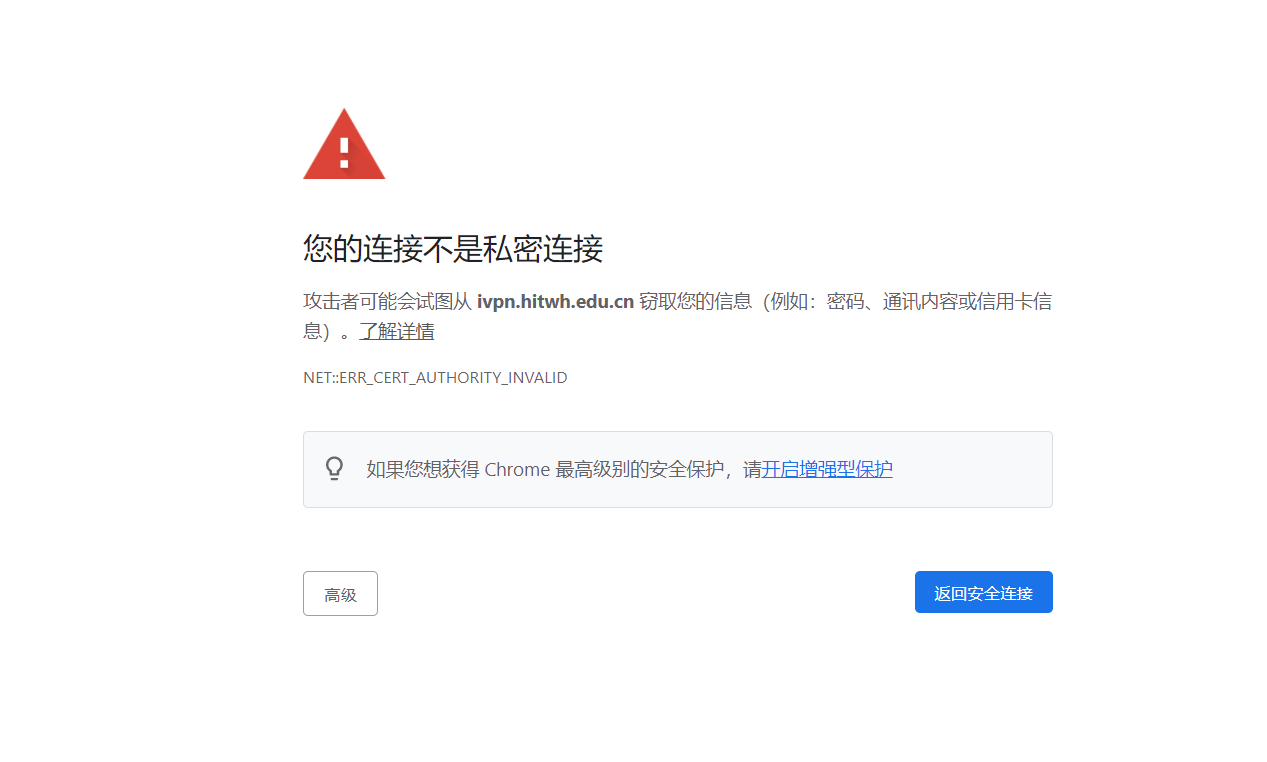 您的连接不是私密连接
攻击者可能会试图从 ivpn.hitwh.edu.cn 窃取您的信息（例如：密码、通讯内容或信用卡信
息）。了解详情
NET::ERR_CERT_AUTHORITY_INVALID
如果您想获得 Chrome 最高级别的安全保护，请开启增强型保护
高级
返回安全连接